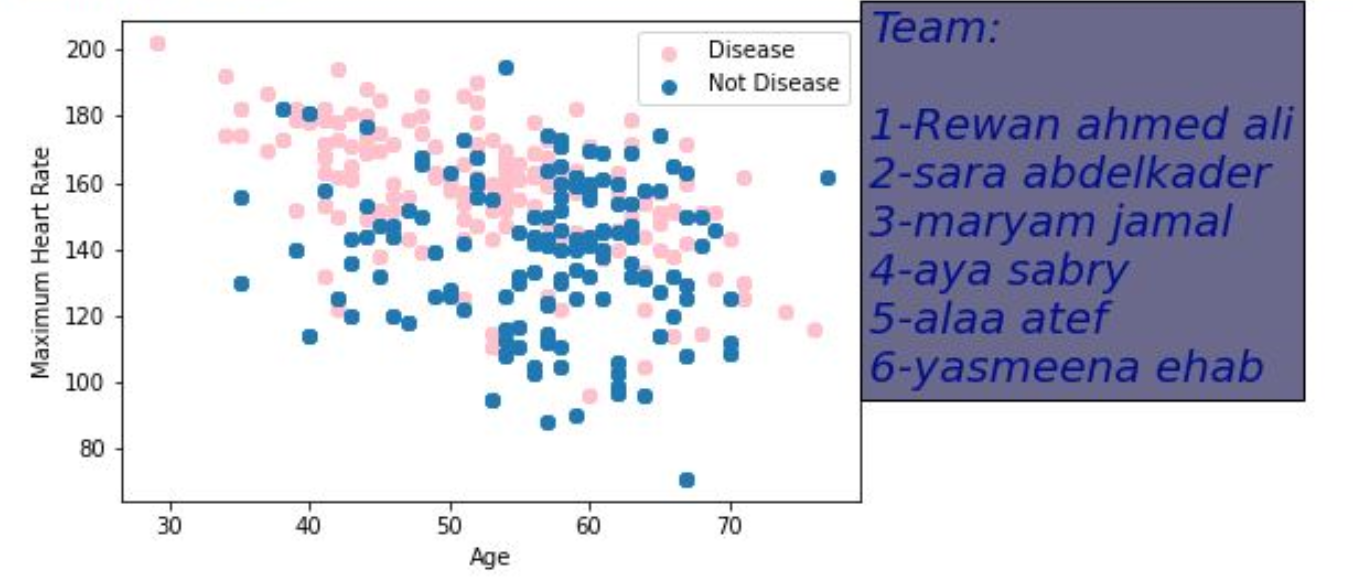 200
180
160
140
120
100
80
Maximum Heart Rate
30 40 50 60 70
Age
Disease
Not Disease
Team:
1-Rewan ahmed ali
2-sara abdelkader
3-maryam jamal
4-aya sabry
5-alaa atef
6-yasmeena ehab